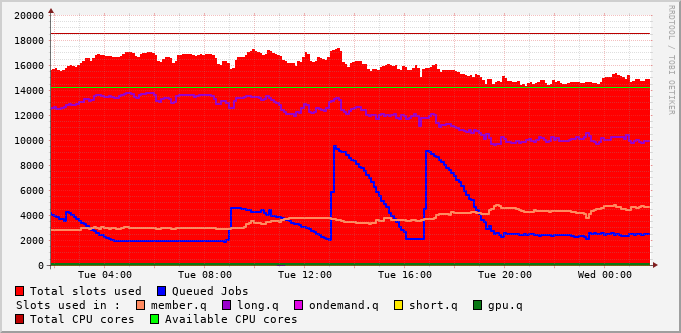 20000
18000
16000
14000
12000
10000
8000
6000
4000
2000
0
Tue 04:00 Tue 08:00 Tue 12:00 Tue 16:00 Tue 20:00 Wed 00:00
RRDTOOL / TOBI OETIKER
Total slots used Queued Jobs
Slots used in : member.q long.q ondemand.q short.q gpu.q
Total CPU cores Available CPU cores